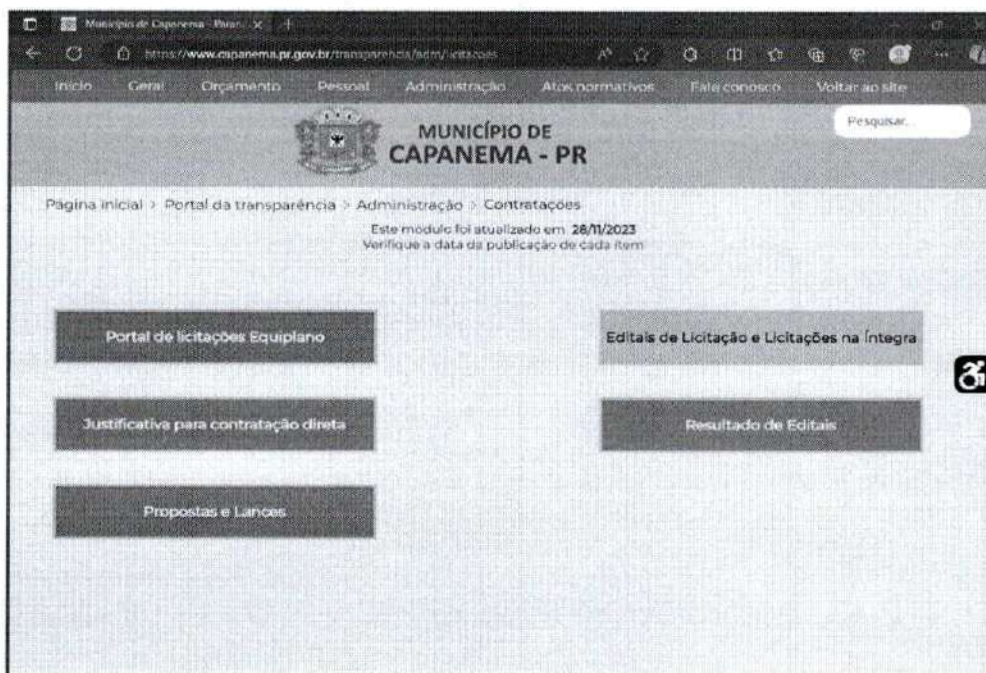 Município de Capanema - Paran
https://www.capanema.pr.gov.br/transparencia/adm/licitacoes
Início Geral Orçamento Pessoal Administração Atos normativos Fale conosco Voltar ao site
MUNICÍPIO DE
CAPANEMA - PR
Pesquisar...
Página inicial > Portal da transparência > Administração > Contratações
Este módulo foi atualizado em 28/11/2023
Verifique a data da publicação de cada item
Portal de licitações Equiplano
Editais de Licitação e Licitações na Íntegra
Justificativa para contratação direta
Resultado de Editais
Propostas e Lances